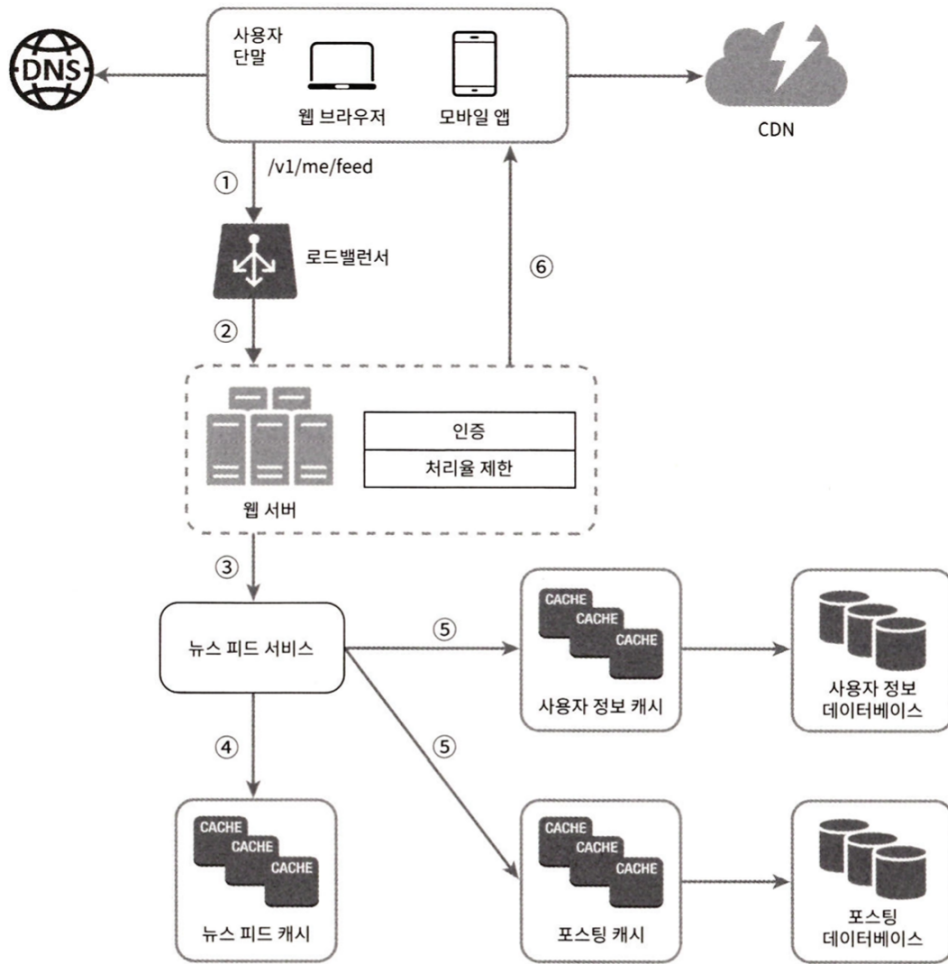 사용자
단말
DNS
웹 브라우저
모바일 앱
CDN
①
/v1/me/feed
로드밸런서
⑥
②
인증
처리율 제한
웹 서버
③
뉴스 피드 서비스
⑤
CACHE
CACHE
CACHE
사용자 정보 캐시
사용자 정보
데이터베이스
④
⑤
CACHE
CACHE
CACHE
뉴스 피드 캐시
CACHE
CACHE
CACHE
포스팅 캐시
포스팅
데이터베이스